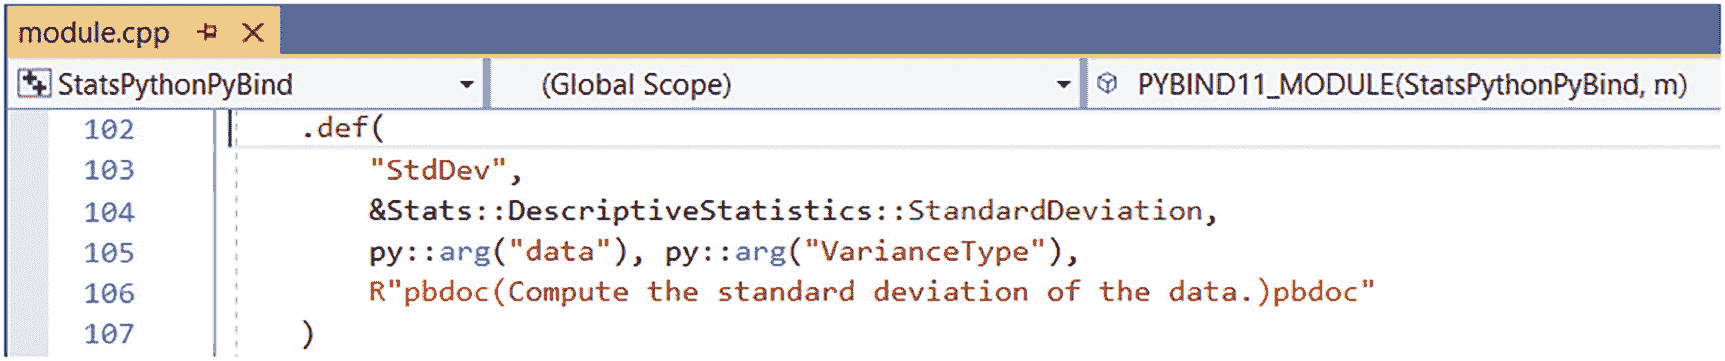 module.cpp
StatsPythonPyBind (Global Scope) PYBIND11_MODULE(StatsPythonPyBind, m)
102 .def(
103 "StdDev",
104 &Stats::DescriptiveStatistics::StandardDeviation,
105 py::arg("data"), py::arg("VarianceType"),
106 R"pbdoc(Compute the standard deviation of the data.)pbdoc"
107 )